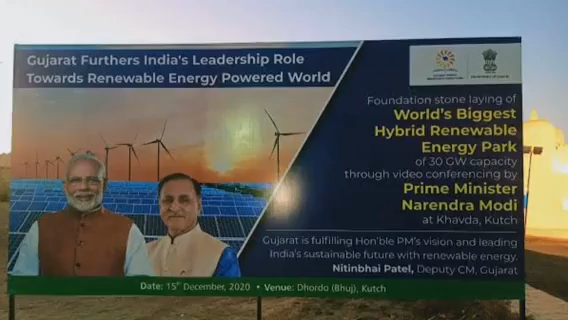 Gujarat Furthers India's Leadership Role
Towards Renewable Energy Powered World
Foundation stone laying of
World's Biggest
Hybrid Renewable
Energy Park
of 30 GW capacity
through video conferencing by
Prime Minister
Narendra Modi
at Khavda, Kutch
Gujarat is fulfilling Hon'ble PM's vision and leading
India's sustainable future with renewable energy.
Nitinbhai Patel, Deputy CM, Gujarat
Date: 15th December, 2020 • Venue: Dhordo (Bhuj), Kutch